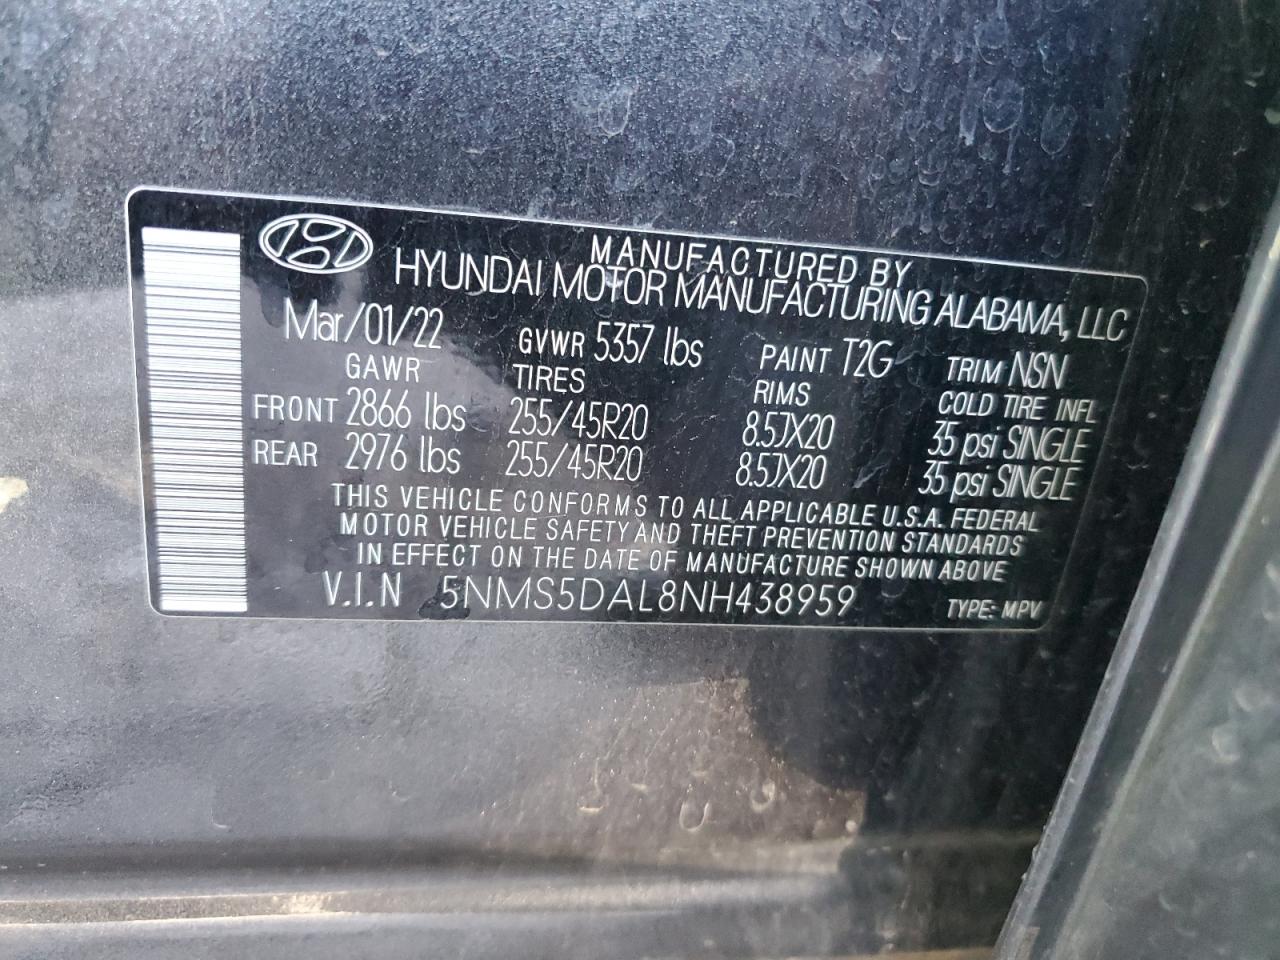 MANUFACTURED BY
HYUNDAI MOTOR MANUFACTURING ALABAMA, LLC
Mar/01/22 GVWR 5357 lbs PAINT T2G TRIM NSN
GAWR TIRES RIMS COLD TIRE INFL
FRONT 2866 lbs 255/45R20 8.5JX20 35 psi SINGLE
REAR 2976 lbs 255/45R20 8.5JX20 35 psi SINGLE
THIS VEHICLE CONFORMS TO ALL APPLICABLE U.S.A. FEDERAL
MOTOR VEHICLE SAFETY AND THEFT PREVENTION STANDARDS
IN EFFECT ON THE DATE OF MANUFACTURE SHOWN ABOVE
V.I.N 5NMS5DAL8NH438959 TYPE: MPV